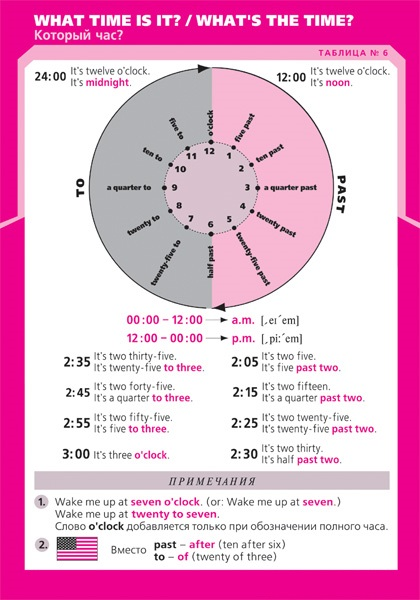 WHAT TIME IS IT? / WHAT'S THE TIME?
Который час?
ТАБЛИЦА № 6
24:00 It's twelve o'clock.
It's midnight.
12:00 It's twelve o'clock.
It's noon.
TO
PAST
o'clock
five past
ten past
a quarter past
twenty past
twenty-five past
half past
twenty-five to
twenty to
a quarter to
ten to
five to
12
1
2
3
4
5
6
7
8
9
10
11
00:00 – 12:00 a.m. [ˌeɪˈem]
12:00 – 00:00 p.m. [ˌpi:ˈem]
2:35 It's two thirty-five.
It's twenty-five to three.
2:05 It's two five.
It's five past two.
2:45 It's two forty-five.
It's a quarter to three.
2:15 It's two fifteen.
It's a quarter past two.
2:55 It's two fifty-five.
It's five to three.
2:25 It's two twenty-five.
It's twenty-five past two.
3:00 It's three o'clock.
2:30 It's two thirty.
It's half past two.
ПРИМЕЧАНИЯ
1. Wake me up at seven o'clock. (or: Wake me up at seven.)
Wake me up at twenty to seven.
Слово o'clock добавляется только при обозначении полного часа.
2. Вместо past – after (ten after six)
to – of (twenty of three)